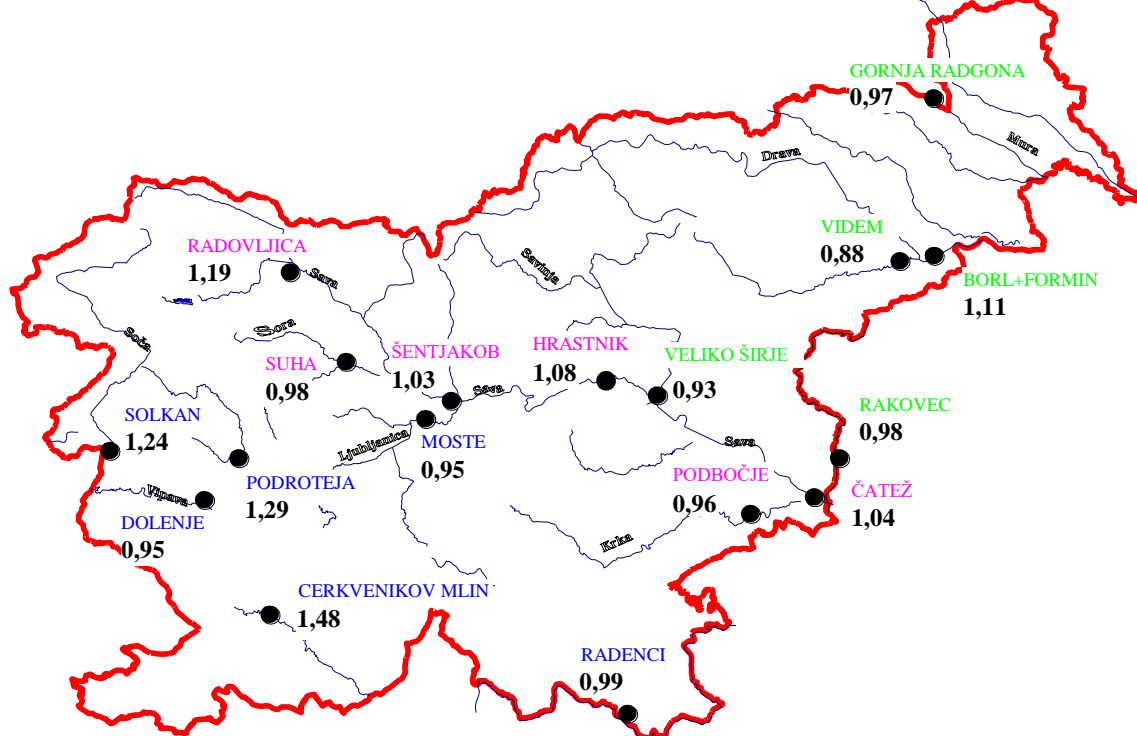 GORNJA RADGONA
0,97
Mura
Drava
VIDEM
0,88
BORL+FORMIN
1,11
RADOVLJICA
1,19
Sava
Savinja
Soča
Sora
SUHA
0,98
ŠENTJAKOB
1,03
Sava
HRASTNIK
1,08
VELIKO ŠIRJE
0,93
RAKOVEC
0,98
SOLKAN
1,24
Ljubljanica
MOSTE
0,95
Sava
PODROTEJA
1,29
Vipava
DOLENJE
0,95
PODBOČJE
0,96
ČATEŽ
1,04
Krka
CERKVENIKOV MLIN
1,48
RADENCI
0,99